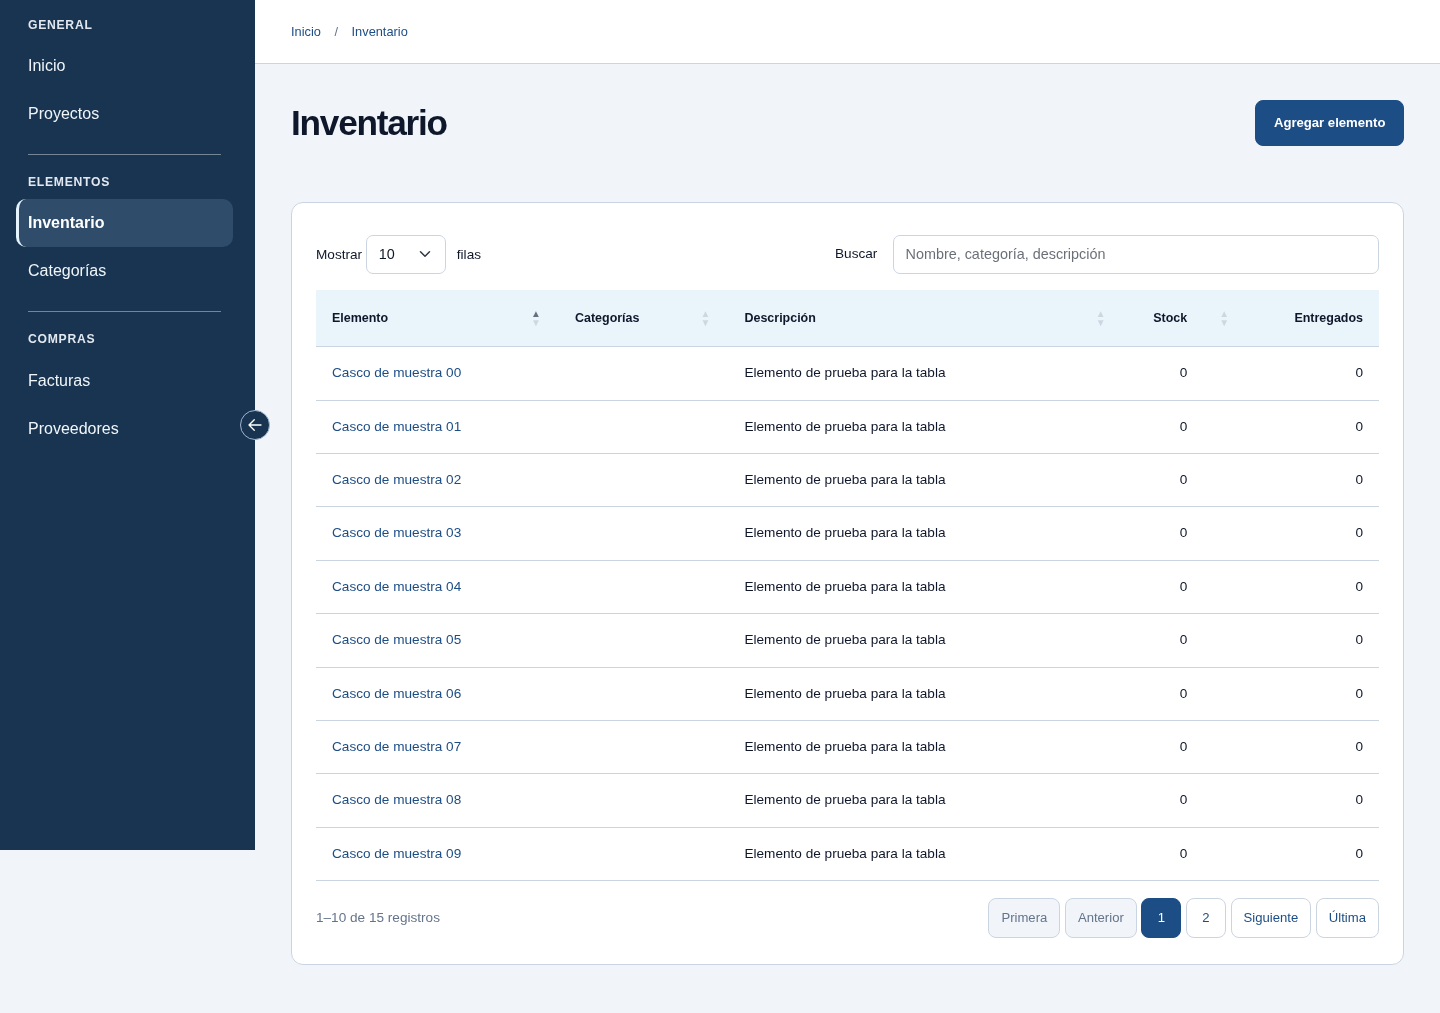 GENERAL
Inicio
Proyectos
ELEMENTOS
Inventario
Categorías
COMPRAS
Facturas
Proveedores
Inicio / Inventario
Inventario
Agregar elemento
Mostrar 10 filas
Buscar Nombre, categoría, descripción
Elemento Categorías Descripción Stock Entregados
Casco de muestra 00 Elemento de prueba para la tabla 0 0
Casco de muestra 01 Elemento de prueba para la tabla 0 0
Casco de muestra 02 Elemento de prueba para la tabla 0 0
Casco de muestra 03 Elemento de prueba para la tabla 0 0
Casco de muestra 04 Elemento de prueba para la tabla 0 0
Casco de muestra 05 Elemento de prueba para la tabla 0 0
Casco de muestra 06 Elemento de prueba para la tabla 0 0
Casco de muestra 07 Elemento de prueba para la tabla 0 0
Casco de muestra 08 Elemento de prueba para la tabla 0 0
Casco de muestra 09 Elemento de prueba para la tabla 0 0
1–10 de 15 registros
Primera Anterior 1 2 Siguiente Última